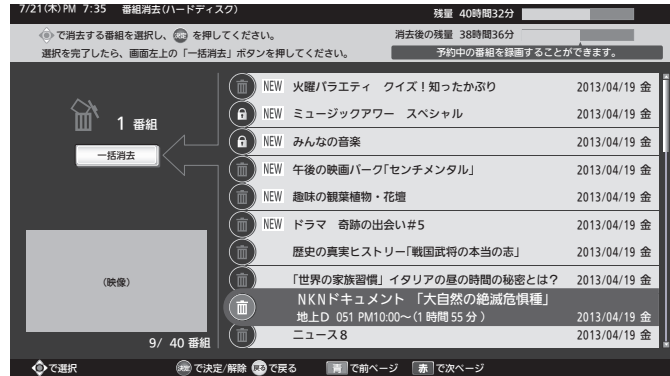 7/21(木)PM 7:35 番組消去(ハードディスク)
残量 40時間32分
で消去する番組を選択し、 決定 を押してください。
選択を完了したら、画面左上の「一括消去」ボタンを押してください。
消去後の残量 38時間36分
予約中の番組を録画することができます。
1 番組
一括消去
NEW 火曜バラエティ クイズ！知ったかぶり 2013/04/19 金
NEW ミュージックアワー スペシャル 2013/04/19 金
NEW みんなの音楽 2013/04/19 金
NEW 午後の映画パーク｢センチメンタル｣ 2013/04/19 金
NEW 趣味の観葉植物・花壇 2013/04/19 金
NEW ドラマ 奇跡の出会い#5 2013/04/19 金
歴史の真実ヒストリー｢戦国武将の本当の志｣ 2013/04/19 金
｢世界の家族習慣｣ イタリアの昼の時間の秘密とは？ 2013/04/19 金
NKNドキュメント ｢大自然の絶滅危惧種｣
地上D 051 PM10:00～(1時間55分) 2013/04/19 金
ニュース8 2013/04/19 金
(映像)
9/ 40番組
で選択 決定 で決定/解除 戻る で戻る 青 で前ページ 赤 で次ページ